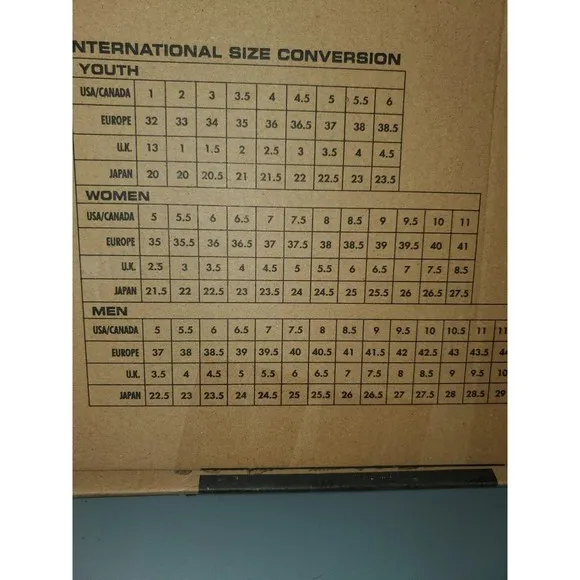 NTERNATIONAL SIZE CONVERSION
YOUTH
USA/CANADA 1 2 3 3.5 4 4.5 5 5.5 6
EUROPE 32 33 34 35 36 36.5 37 38 38.5
U.K. 13 1 1.5 2 2.5 3 3.5 4 4.5
JAPAN 20 20 20.5 21 21.5 22 22.5 23 23.5
WOMEN
USA/CANADA 5 5.5 6 6.5 7 7.5 8 8.5 9 9.5 10 11
EUROPE 35 35.5 36 36.5 37 37.5 38 38.5 39 39.5 40 41
U.K. 2.5 3 3.5 4 4.5 5 5.5 6 6.5 7 7.5 8.5
JAPAN 21.5 22 22.5 23 23.5 24 24.5 25 25.5 26 26.5 27.5
MEN
USA/CANADA 5 5.5 6 6.5 7 7.5 8 8.5 9 9.5 10 10.5 11 11
EUROPE 37 38 38.5 39 39.5 40 40.5 41 41.5 42 42.5 43 43.5 44
U.K. 3.5 4 4.5 5 5.5 6 6.5 7 7.5 8 8.5 9 9.5 10
JAPAN 22.5 23 23.5 24 24.5 25 25.5 26 26.5 27 27.5 28 28.5 29